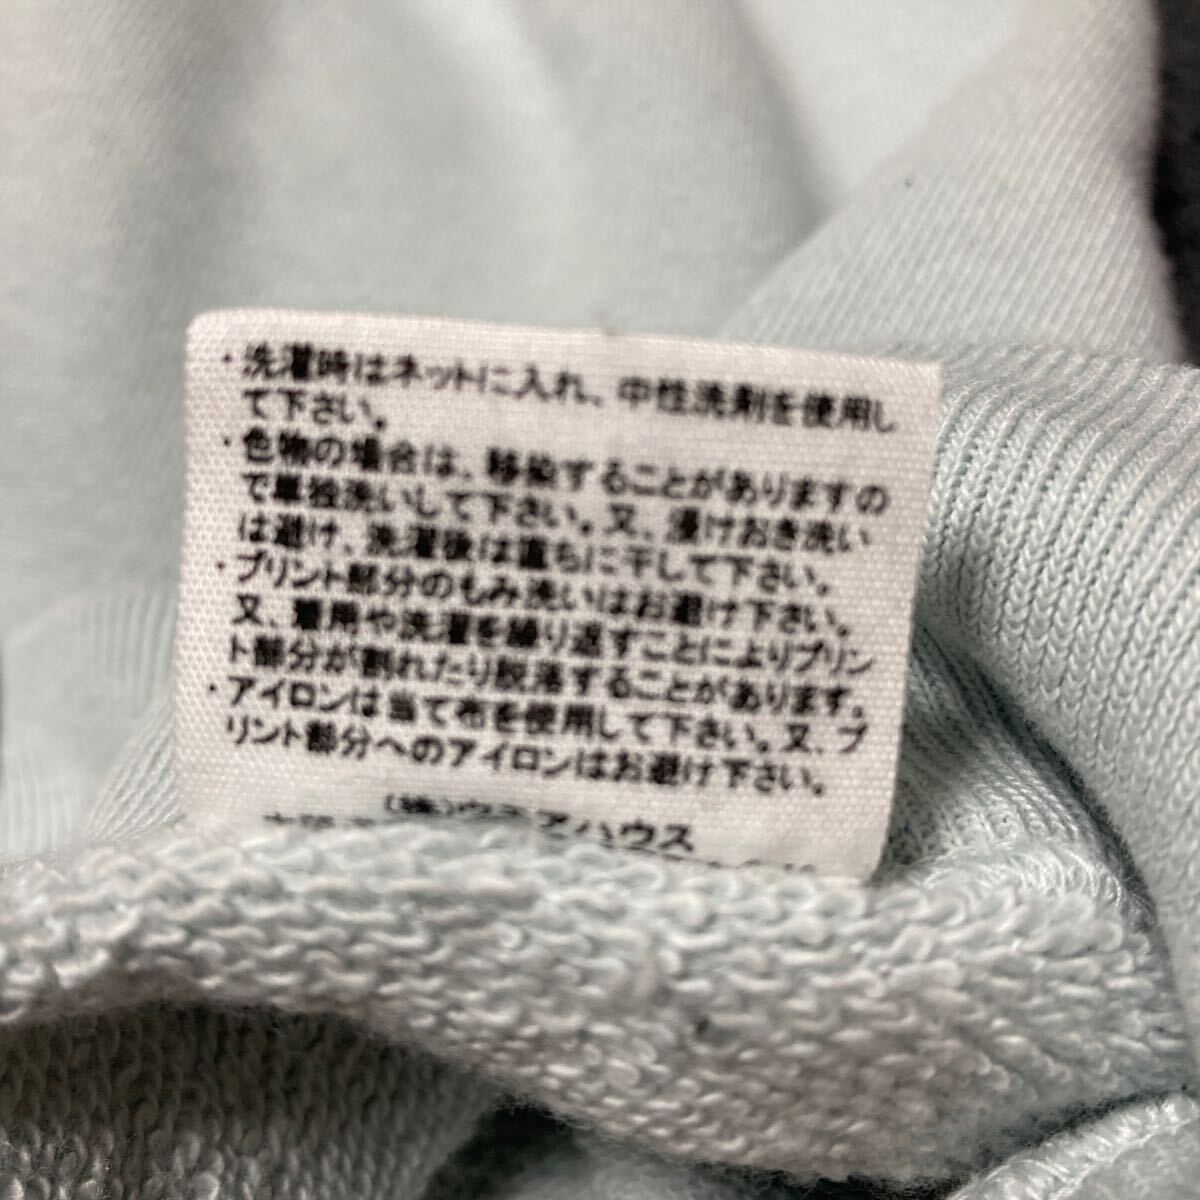 ・洗濯時はネットに入れ、中性洗剤を使用し
て下さい。
・色物の場合は、移染することがありますの
で単独洗いして下さい。又、浸けおき洗い
は避け、洗濯後は直ちに干して下さい。
・プリント部分のもみ洗いはお避け下さい。
又、着用や洗濯を繰り返すことによりプリン
ト部分が割れたり脱落することがあります。
・アイロンは当て布を使用して下さい。又、プ
リント部分へのアイロンはお避け下さい。
(株)ウエアハウス